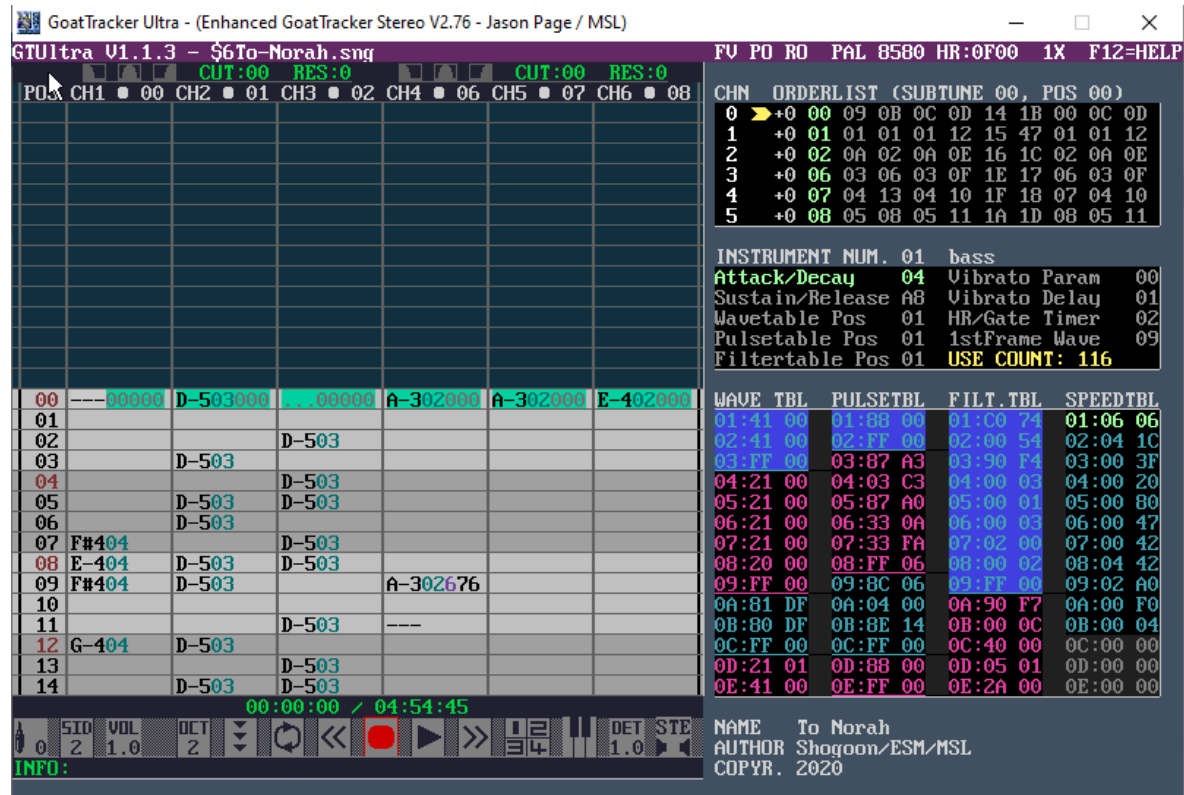 GoatTracker Ultra - (Enhanced GoatTracker Stereo V2.76 - Jason Page / MSL)
GTUltra V1.1.3 - $6To-Norah.sng FV PO RO PAL 8580 HR:0F00 1X F12=HELP
CUT:00 RES:0 CUT:00 RES:0
POS CH1 00 CH2 01 CH3 02 CH4 06 CH5 07 CH6 08
00 ---00000 D-503000 ...00000 A-302000 A-302000 E-402000
01
02 D-503
03 D-503
04 D-503
05 D-503 D-503
06 D-503
07 F#404 D-503
08 E-404 D-503 D-503
09 F#404 D-503 A-302676
10
11 D-503 ---
12 G-404 D-503
13 D-503
14 D-503 D-503
00:00:00 / 04:54:45
0 SID 2 VOL 1.0 OCT 2 1 2 3 4 DET 1.0 STE
INFO:
CHN ORDERLIST (SUBTUNE 00, POS 00)
0 +0 00 09 0B 0C 0D 14 1B 00 0C 0D
1 +0 01 01 01 01 12 15 47 01 01 12
2 +0 02 0A 02 0A 0E 16 1C 02 0A 0E
3 +0 06 03 06 03 0F 1E 17 06 03 0F
4 +0 07 04 13 04 10 1F 18 07 04 10
5 +0 08 05 08 05 11 1A 1D 08 05 11
INSTRUMENT NUM. 01 bass
Attack/Decay 04 Vibrato Param 00
Sustain/Release A8 Vibrato Delay 01
Wavetable Pos 01 HR/Gate Timer 02
Pulsetable Pos 01 1stFrame Wave 09
Filtertable Pos 01 USE COUNT: 116
WAVE TBL PULSETBL FILT.TBL SPEEDTBL
01:41 00 01:88 00 01:C0 74 01:06 06
02:41 00 02:FF 00 02:00 54 02:04 1C
03:FF 00 03:87 A3 03:90 F4 03:00 3F
04:21 00 04:03 C3 04:00 03 04:00 20
05:21 00 05:87 A0 05:00 01 05:00 80
06:21 00 06:33 0A 06:00 03 06:00 47
07:21 00 07:33 FA 07:02 00 07:00 42
08:20 00 08:FF 06 08:00 02 08:04 42
09:FF 00 09:8C 06 09:FF 00 09:02 A0
0A:81 DF 0A:04 00 0A:90 F7 0A:00 F0
0B:80 DF 0B:8E 14 0B:00 0C 0B:00 04
0C:FF 00 0C:FF 00 0C:40 00 0C:00 00
0D:21 01 0D:88 00 0D:05 01 0D:00 00
0E:41 00 0E:FF 00 0E:2A 00 0E:00 00
NAME To Norah
AUTHOR Shogoon/ESM/MSL
COPYR. 2020